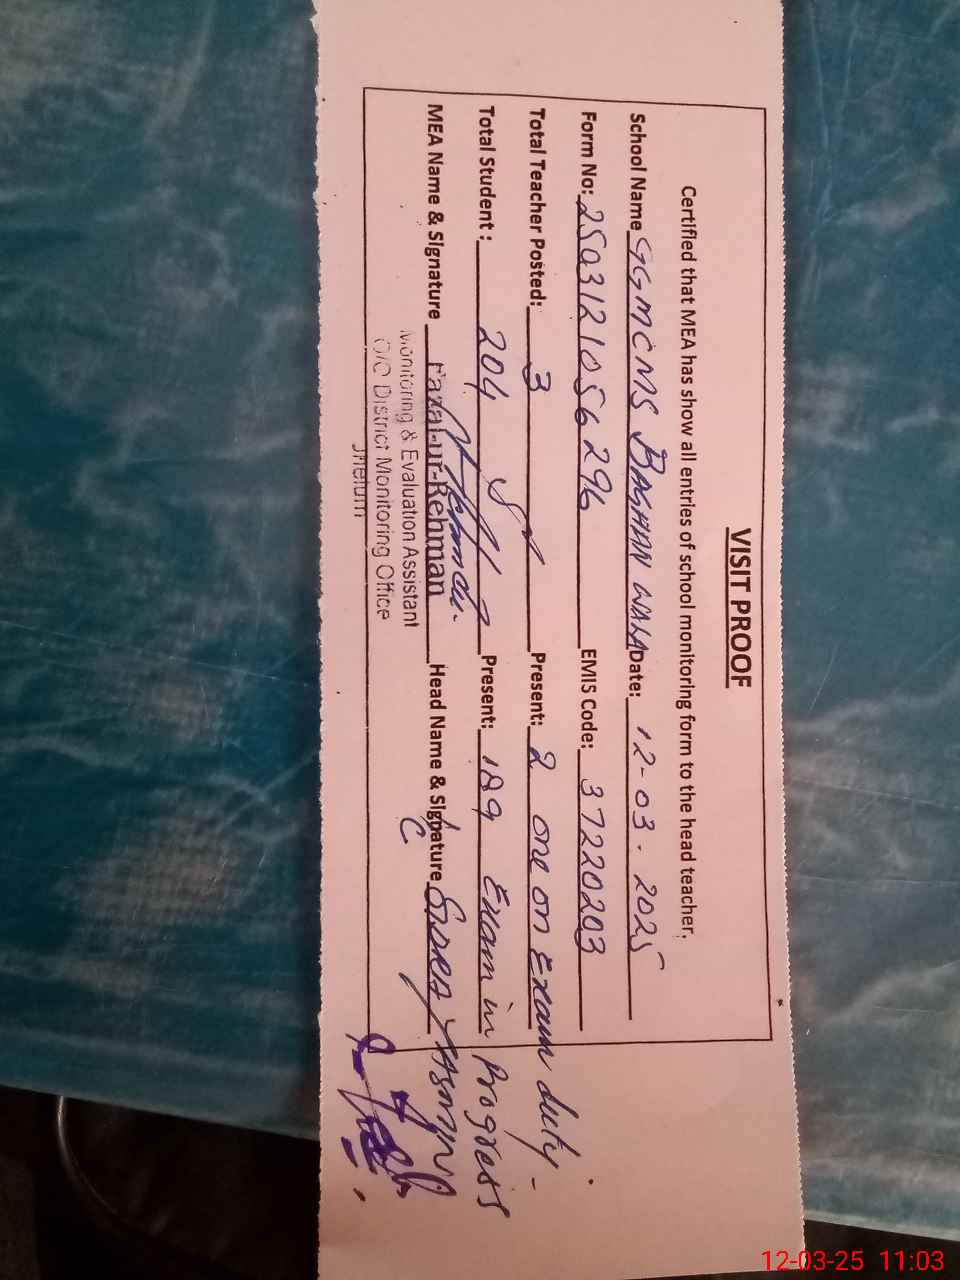 VISIT PROOF
Certified that MEA has show all entries of school monitoring form to the head teacher.
School Name GGMCMS BAGHAN WALA Date: 12-03.2025
Form No: 2503121056296 EMIS Code: 37220203
Total Teacher Posted: 3 Present: 2 one on Exam duty-
Total Student : 204 Present: 189 Exam in Progress
MEA Name & Signature Fazal-ur-Rehman Head Name & Signature
Monitoring & Evaluation Assistant
O/O District Monitoring Office
Jhelum
12-03-25 11:03